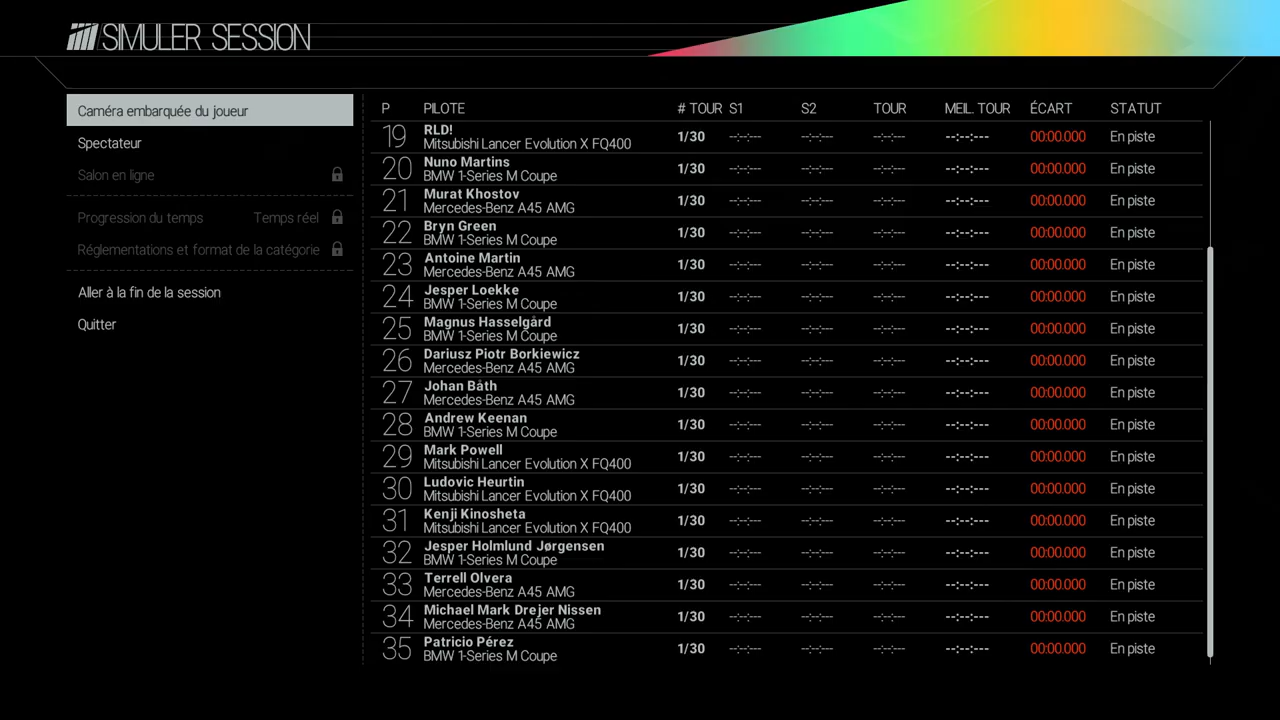 SIMULER SESSION
Caméra embarquée du joueur
Spectateur
Salon en ligne
Progression du temps Temps réel
Réglementations et format de la catégorie
Aller à la fin de la session
Quitter
P PILOTE # TOUR S1 S2 TOUR MEIL. TOUR ÉCART STATUT
19 RLD! 1/30 --:--:--- --:--:--- --:--:--- --:--:--- 00:00.000 En piste
Mitsubishi Lancer Evolution X FQ400
20 Nuno Martins 1/30 --:--:--- --:--:--- --:--:--- --:--:--- 00:00.000 En piste
BMW 1-Series M Coupe
21 Murat Khostov 1/30 --:--:--- --:--:--- --:--:--- --:--:--- 00:00.000 En piste
Mercedes-Benz A45 AMG
22 Bryn Green 1/30 --:--:--- --:--:--- --:--:--- --:--:--- 00:00.000 En piste
BMW 1-Series M Coupe
23 Antoine Martin 1/30 --:--:--- --:--:--- --:--:--- --:--:--- 00:00.000 En piste
Mercedes-Benz A45 AMG
24 Jesper Loekke 1/30 --:--:--- --:--:--- --:--:--- --:--:--- 00:00.000 En piste
BMW 1-Series M Coupe
25 Magnus Hasselgård 1/30 --:--:--- --:--:--- --:--:--- --:--:--- 00:00.000 En piste
BMW 1-Series M Coupe
26 Dariusz Piotr Borkiewicz 1/30 --:--:--- --:--:--- --:--:--- --:--:--- 00:00.000 En piste
Mercedes-Benz A45 AMG
27 Johan Båth 1/30 --:--:--- --:--:--- --:--:--- --:--:--- 00:00.000 En piste
Mercedes-Benz A45 AMG
28 Andrew Keenan 1/30 --:--:--- --:--:--- --:--:--- --:--:--- 00:00.000 En piste
BMW 1-Series M Coupe
29 Mark Powell 1/30 --:--:--- --:--:--- --:--:--- --:--:--- 00:00.000 En piste
Mitsubishi Lancer Evolution X FQ400
30 Ludovic Heurtin 1/30 --:--:--- --:--:--- --:--:--- --:--:--- 00:00.000 En piste
Mitsubishi Lancer Evolution X FQ400
31 Kenji Kinosheta 1/30 --:--:--- --:--:--- --:--:--- --:--:--- 00:00.000 En piste
Mitsubishi Lancer Evolution X FQ400
32 Jesper Holmlund Jørgensen 1/30 --:--:--- --:--:--- --:--:--- --:--:--- 00:00.000 En piste
BMW 1-Series M Coupe
33 Terrell Olvera 1/30 --:--:--- --:--:--- --:--:--- --:--:--- 00:00.000 En piste
Mercedes-Benz A45 AMG
34 Michael Mark Drejer Nissen 1/30 --:--:--- --:--:--- --:--:--- --:--:--- 00:00.000 En piste
Mercedes-Benz A45 AMG
35 Patricio Pérez 1/30 --:--:--- --:--:--- --:--:--- --:--:--- 00:00.000 En piste
BMW 1-Series M Coupe